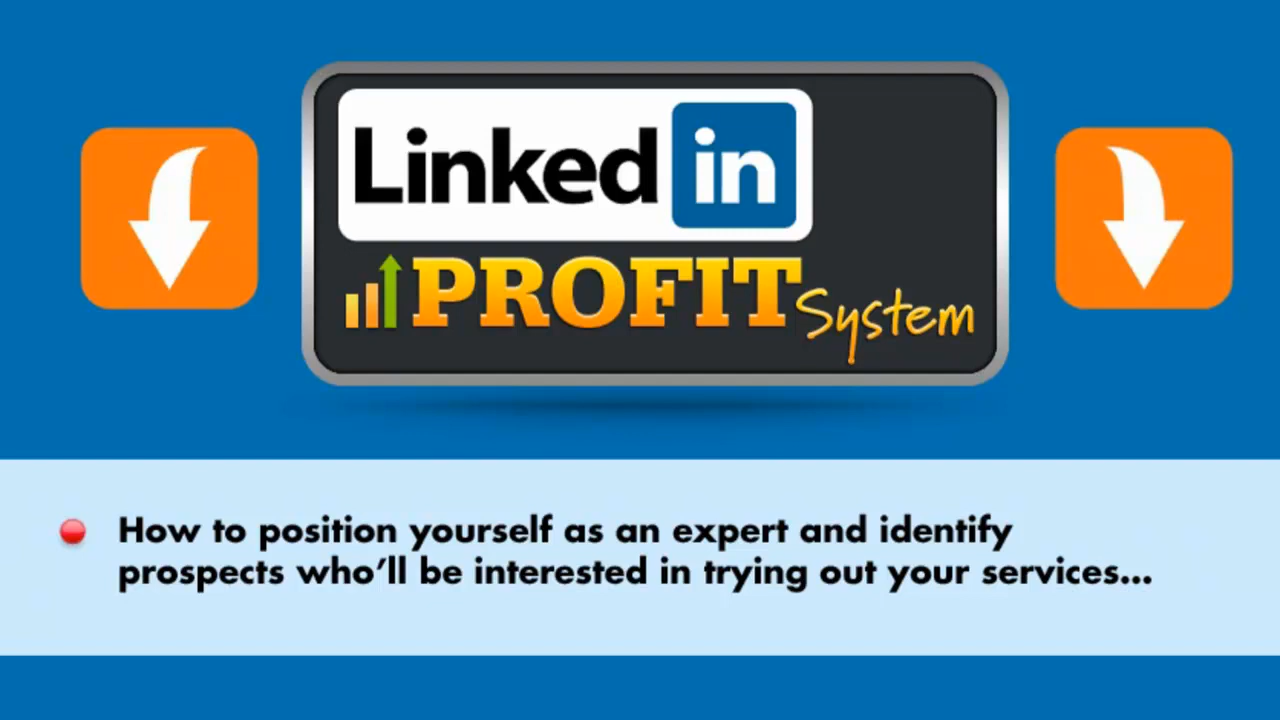 Linked in
PROFIT System
How to position yourself as an expert and identify
prospects who’ll be interested in trying out your services...